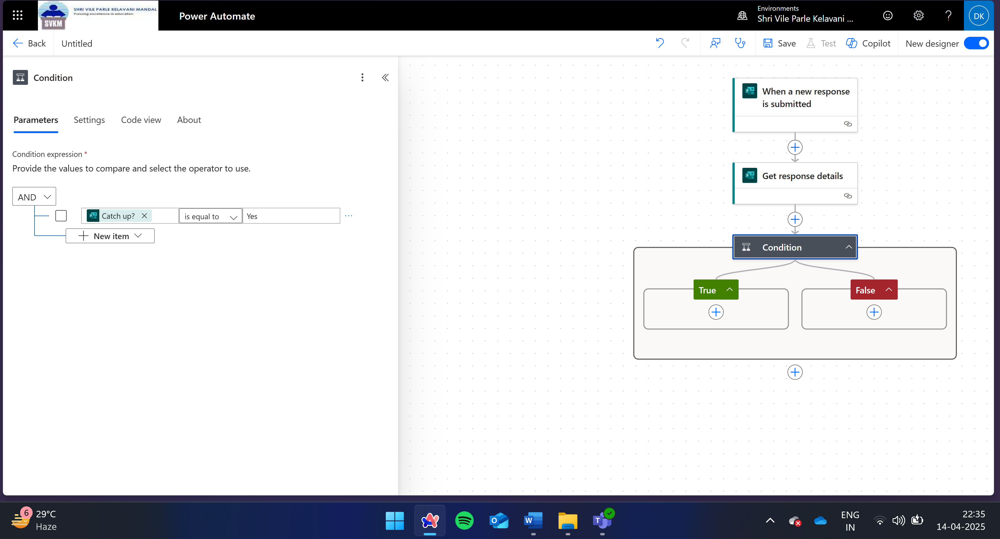 SHRI VILE PARLE KELAVANI MANDAL
Pursuing excellence in education
SVKM
Power Automate
Environments
Shri Vile Parle Kelavani ...
DK
Back
Untitled
Save
Test
Copilot
New designer
Condition
Parameters
Settings
Code view
About
Condition expression *
Provide the values to compare and select the operator to use.
AND
Catch up?
is equal to
Yes
...
New item
When a new response
is submitted
Get response details
Condition
True
False
6
29°C
Haze
ENG
IN
22:35
14-04-2025